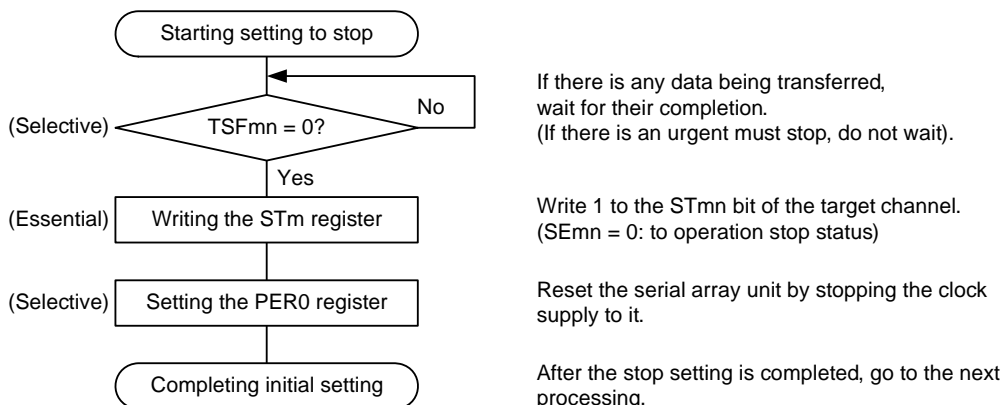 Starting setting to stop
If there is any data being transferred,
wait for their completion.
(If there is an urgent must stop, do not wait).
No
(Selective)
TSFmn = 0?
Yes
(Essential)
Writing the STm register
Write 1 to the STmn bit of the target channel.
(SEmn = 0: to operation stop status)
(Selective)
Setting the PER0 register
Reset the serial array unit by stopping the clock
supply to it.
Completing initial setting
After the stop setting is completed, go to the next
processing.